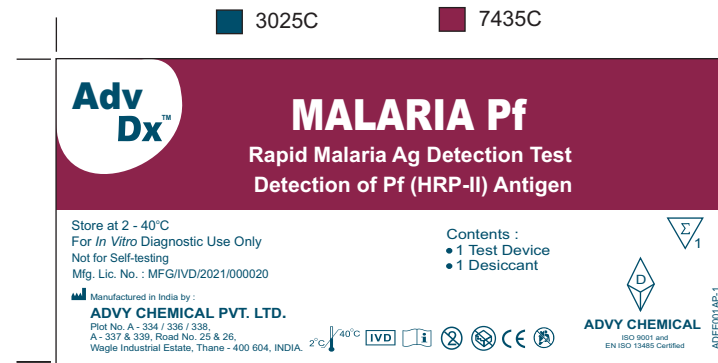 3025C
7435C
Adv
Dx™
MALARIA Pf
Rapid Malaria Ag Detection Test
Detection of Pf (HRP-II) Antigen
Store at 2 - 40°C
For In Vitro Diagnostic Use Only
Not for Self-testing
Mfg. Lic. No. : MFG/IVD/2021/000020
Manufactured in India by :
ADVY CHEMICAL PVT. LTD.
Plot No. A - 334 / 336 / 338,
A - 337 & 339, Road No. 25 & 26,
Wagle Industrial Estate, Thane - 400 604, INDIA.
2°C
40°C
IVD
i
2
CE
Contents :
• 1 Test Device
• 1 Desiccant
Σ
1
D
ADVY CHEMICAL
ISO 9001 and
EN ISO 13485 Certified